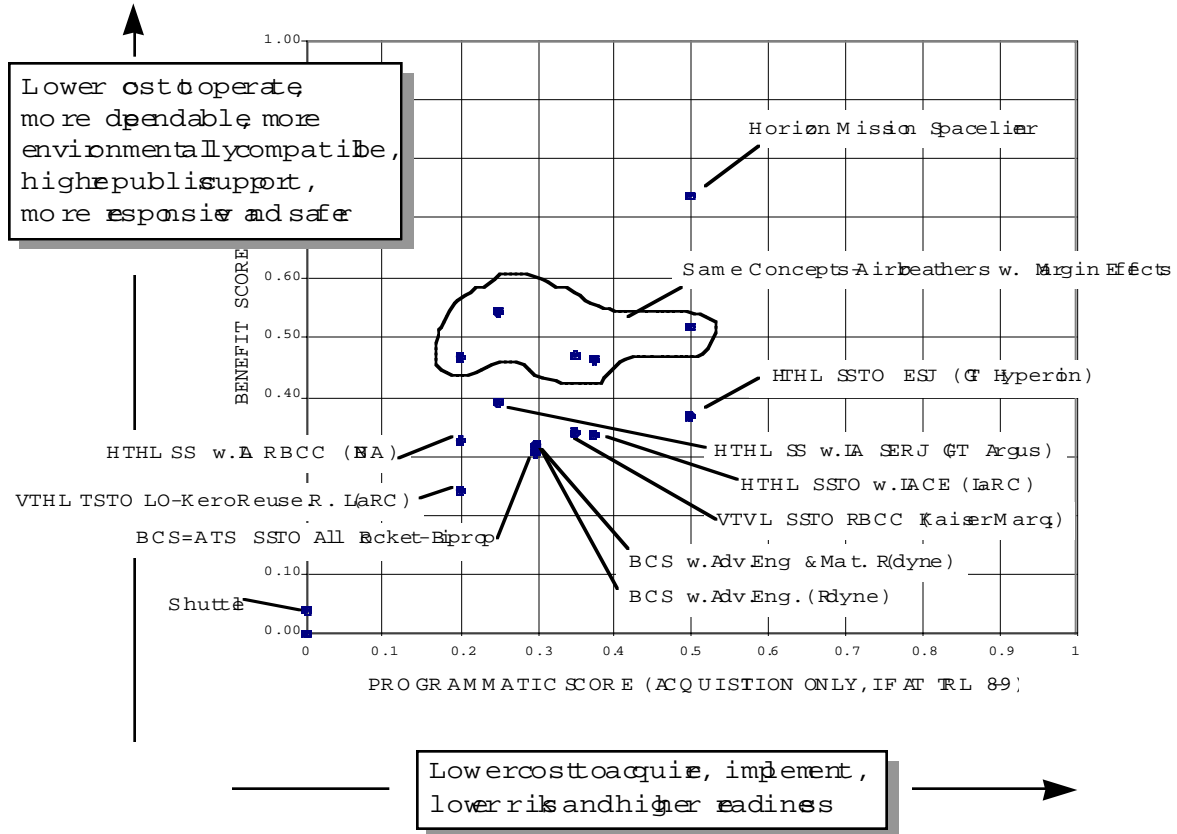 1.00
Lower cost to operate,
more dependable, more
environmentally compatible,
higher public support,
more responsive and safer
Horizon Mission Spaceliner
BENEFIT SCORE
0.60
Same Concepts-Airbreathers w. Margin Effects
0.50
HTHL SSTO ESJ (GT Hyperion)
0.40
HTHL SS w. LA RBCC (NA)
HTHL SS w. LA SERJ (GT Argus)
HTHL SSTO w. LACE (LaRC)
VTHL TSTO LO-Kero Reuse. R. (LaRC)
VTVL SSTO RBCC (Kaiser Marq.)
BCS=ATS SSTO All Rocket-Biprop
BCS w. Adv. Eng & Mat. (Rdyne)
0.10
BCS w. Adv. Eng. (Rdyne)
Shuttle
0.00
0 0.1 0.2 0.3 0.4 0.5 0.6 0.7 0.8 0.9 1
PROGRAMMATIC SCORE (ACQUISTION ONLY, IF AT TRL 8-9)
Lower cost to acquire, implement,
lower risk and higher readiness